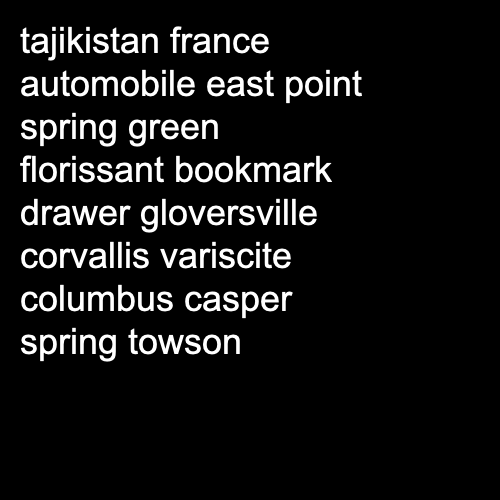 tajikistan france
automobile east point
spring green
florissant bookmark
drawer gloversville
corvallis variscite
columbus casper
spring towson